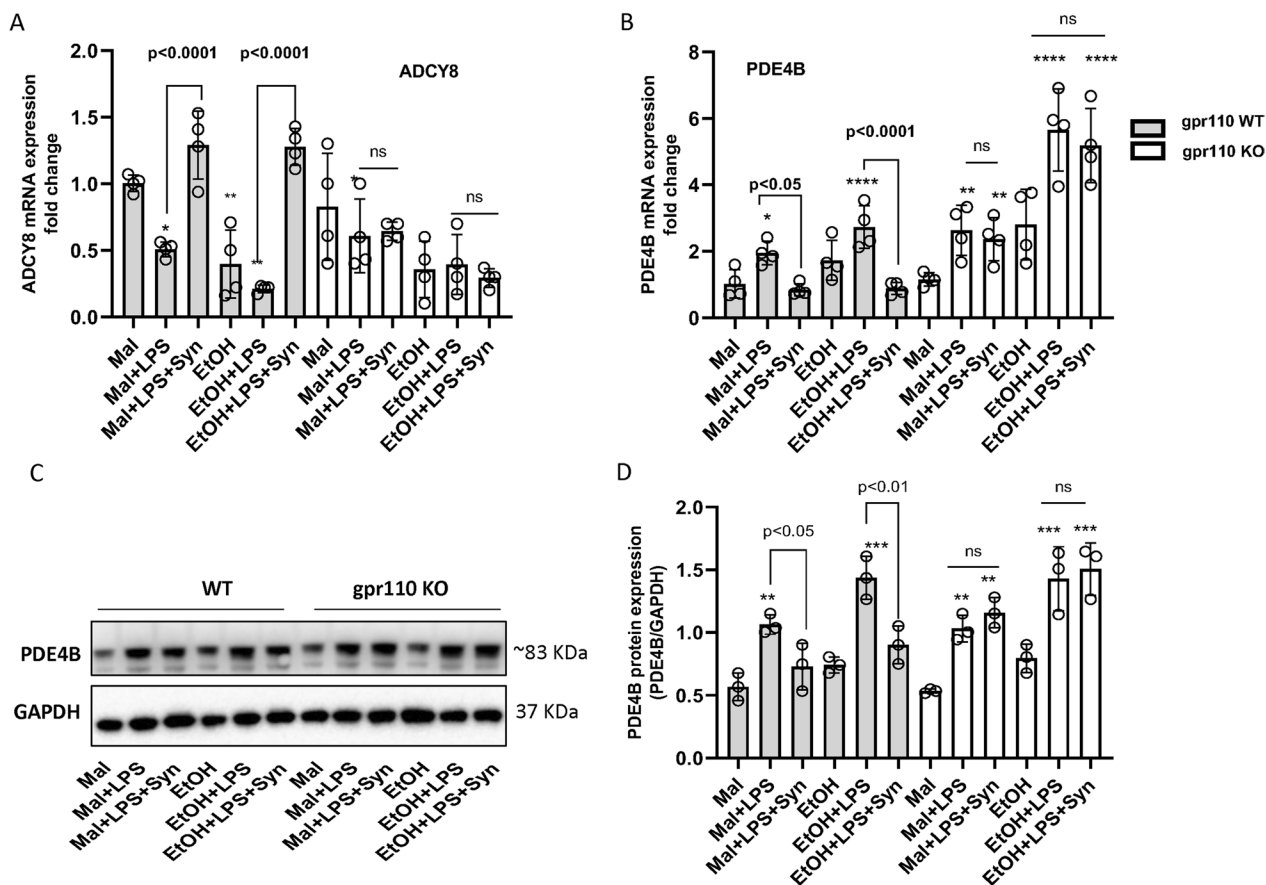 A
ADCY8 mRNA expression
fold change
2.0
1.5
1.0
0.5
0.0
p<0.0001
p<0.0001
ADCY8
*
**
**
*
ns
ns
Mal
Mal+LPS
Mal+LPS+Syn
EtOH
EtOH+LPS
EtOH+LPS+Syn
Mal
Mal+LPS
Mal+LPS+Syn
EtOH
EtOH+LPS
EtOH+LPS+Syn
B
PDE4B mRNA expression
fold change
8
6
4
2
0
PDE4B
p<0.05
*
p<0.0001
****
ns
**
**
ns
****
****
Mal
Mal+LPS
Mal+LPS+Syn
EtOH
EtOH+LPS
EtOH+LPS+Syn
Mal
Mal+LPS
Mal+LPS+Syn
EtOH
EtOH+LPS
EtOH+LPS+Syn
gpr110 WT
gpr110 KO
C
WT
gpr110 KO
PDE4B
~83 KDa
GAPDH
37 KDa
Mal
Mal+LPS
Mal+LPS+Syn
EtOH
EtOH+LPS
EtOH+LPS+Syn
Mal
Mal+LPS
Mal+LPS+Syn
EtOH
EtOH+LPS
EtOH+LPS+Syn
D
PDE4B protein expression
(PDE4B/GAPDH)
2.0
1.5
1.0
0.5
0.0
p<0.05
**
p<0.01
***
ns
**
**
ns
***
***
Mal
Mal+LPS
Mal+LPS+Syn
EtOH
EtOH+LPS
EtOH+LPS+Syn
Mal
Mal+LPS
Mal+LPS+Syn
EtOH
EtOH+LPS
EtOH+LPS+Syn